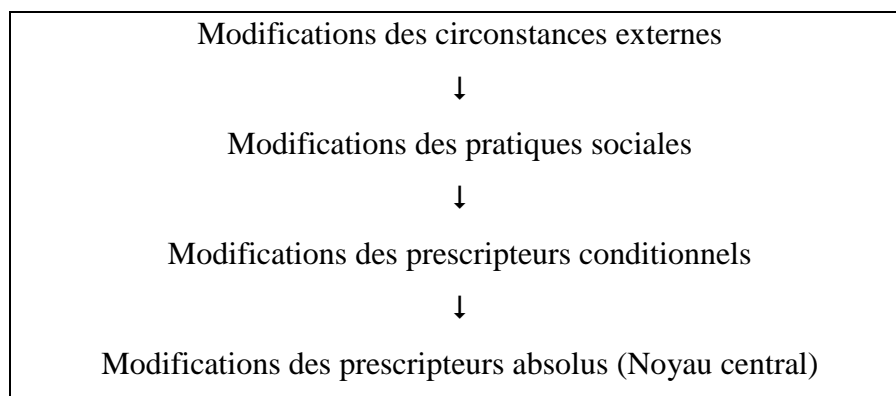 Modifications des circonstances externes
↓
Modifications des pratiques sociales
↓
Modifications des prescripteurs conditionnels
↓
Modifications des prescripteurs absolus (Noyau central)